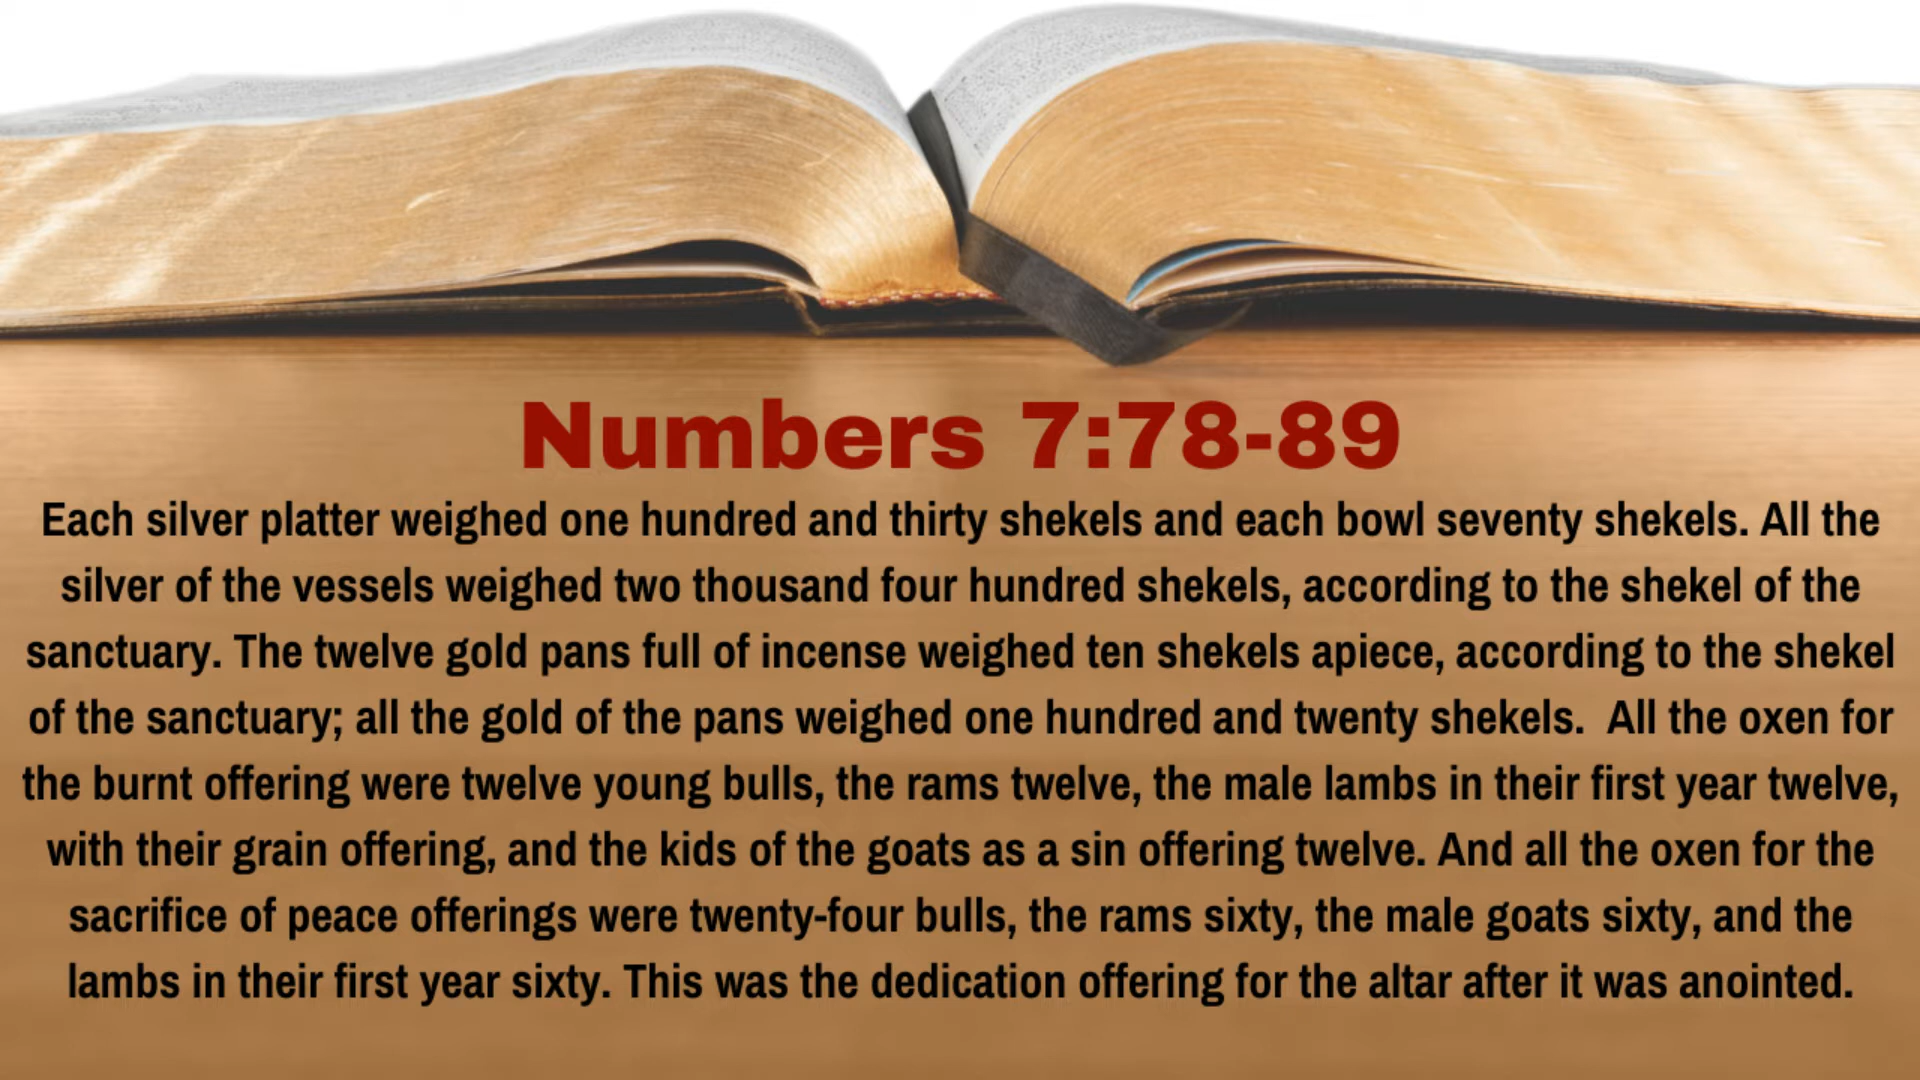 Numbers 7:78-89
Each silver platter weighed one hundred and thirty shekels and each bowl seventy shekels. All the
silver of the vessels weighed two thousand four hundred shekels, according to the shekel of the
sanctuary. The twelve gold pans full of incense weighed ten shekels apiece, according to the shekel
of the sanctuary; all the gold of the pans weighed one hundred and twenty shekels.  All the oxen for
the burnt offering were twelve young bulls, the rams twelve, the male lambs in their first year twelve,
with their grain offering, and the kids of the goats as a sin offering twelve. And all the oxen for the
sacrifice of peace offerings were twenty-four bulls, the rams sixty, the male goats sixty, and the
lambs in their first year sixty. This was the dedication offering for the altar after it was anointed.